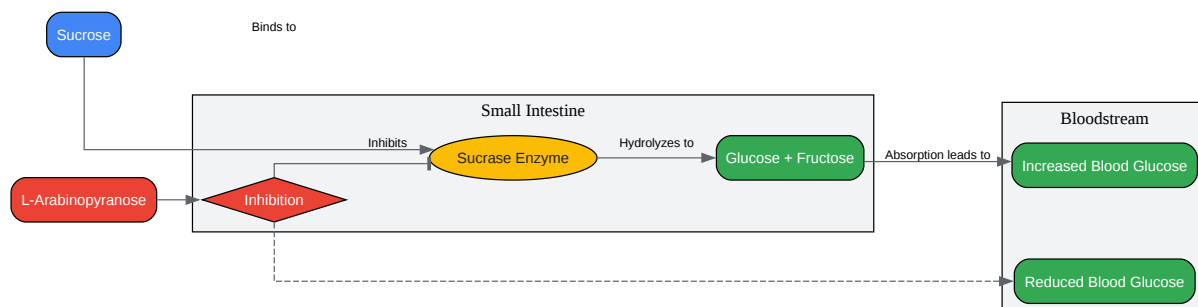 Sucrose
Binds to
Small Intestine
Bloodstream
Inhibits
Sucrase Enzyme
Hydrolyzes to
Glucose + Fructose
Absorption leads to
Increased Blood Glucose
L-Arabinopyranose
Inhibition
Reduced Blood Glucose